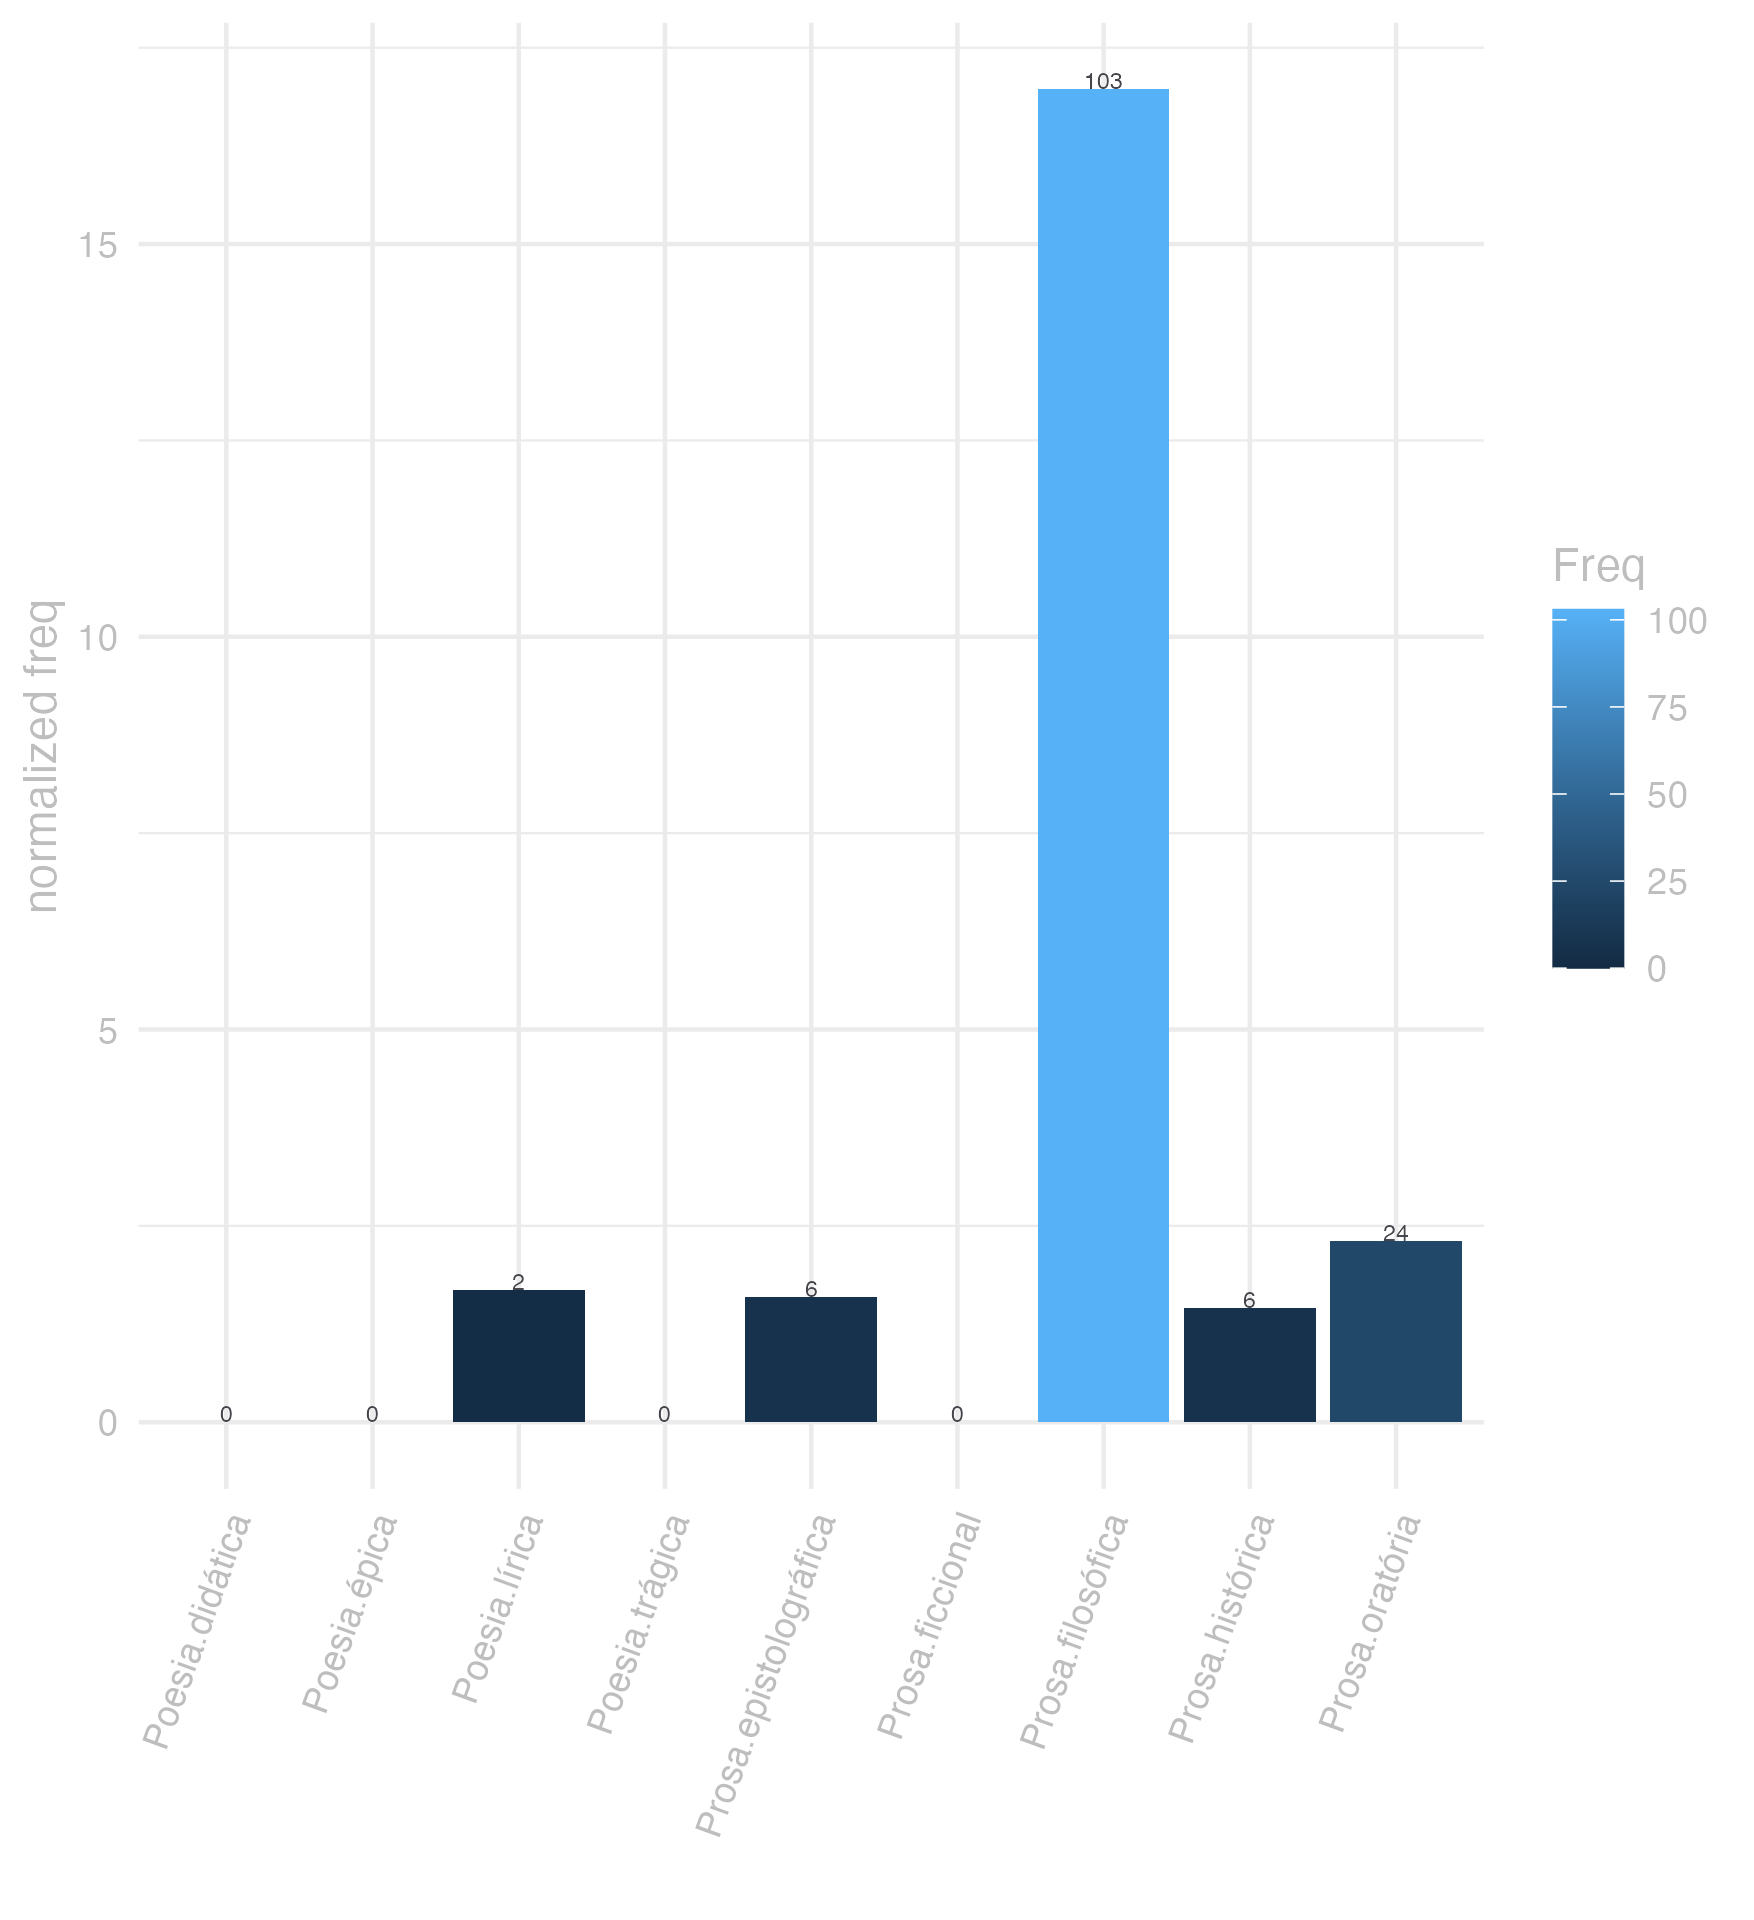 103
15
10
5
0
normalized freq
0
0
2
0
6
0
6
24
Poesia.didática
Poesia.épica
Poesia.lírica
Poesia.trágica
Prosa.epistolográfica
Prosa.ficcional
Prosa.filosófica
Prosa.histórica
Prosa.oratória
Freq
100
75
50
25
0